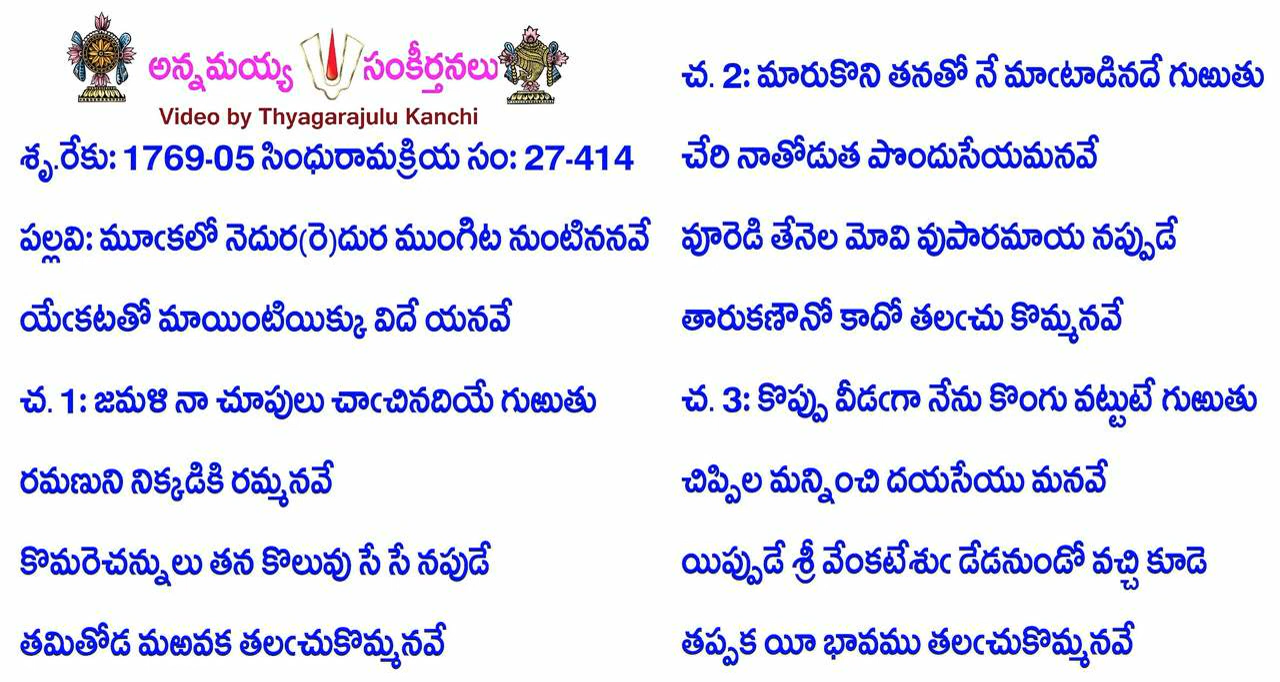 అన్నమయ్య సంకీర్తనలు
Video by Thyagarajulu Kanchi
శృ.రేకు: 1769-05 సింధురామక్రియ సం: 27-414
పల్లవి: మూఁకలో నెదుర(రె)దుర ముంగిట నుంటిననవే
యేఁకటతో మాయింటియిక్కు విదే యనవే
చ. 1: జమళి నా చూపులు చాఁచినదియే గుఱుతు
రమణుని నిక్కడికి రమ్మనవే
కొమరెచన్నులు తన కొలువు సే సే నపుడే
తమితోడ మఱవక తలఁచుకొమ్మనవే
చ. 2: మారుకొని తనతో నే మాఁటాడినదే గుఱుతు
చేరి నాతోడుత పొందుసేయమనవే
వూరెడి తేనెల మోవి వుపారమాయ నప్పుడే
తారుకణౌనో కాదో తలఁచు కొమ్మనవే
చ. 3: కొప్పు వీడఁగా నేను కొంగు వట్టుటే గుఱుతు
చిప్పిల మన్నించి దయసేయు మనవే
యిప్పుడే శ్రీ వేంకటేశుఁ డేడనుండో వచ్చి కూడె
తప్పక యీ భావము తలఁచుకొమ్మనవే